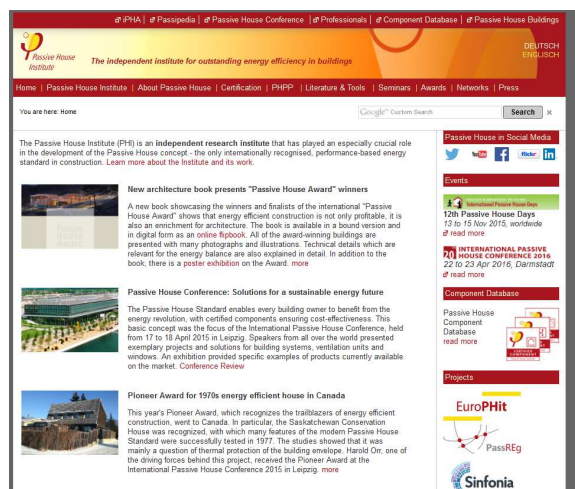 iPHA | Passipedia | Passive House Conference | Professionals | Component Database | Passive House Buildings
Passive House
Institute
The independent institute for outstanding energy efficiency in buildings
DEUTSCH
ENGLISCH
Home | Passive House Institute | About Passive House | Certification | PHPP | Literature & Tools | Seminars | Awards | Networks | Press
You are here: Home
Google™ Custom Search
Search
×
The Passive House Institute (PHI) is an independent research institute that has played an especially crucial role
in the development of the Passive House concept - the only internationally recognised, performance-based energy
standard in construction. Learn more about the Institute and its work.
New architecture book presents "Passive House Award" winners
A new book showcasing the winners and finalists of the international "Passive
House Award" shows that energy efficient construction is not only profitable, it is
also an enrichment for architecture. The book is available in a bound version and
in digital form as an online flipbook. All of the award-winning buildings are
presented with many photographs and illustrations. Technical details which are
relevant for the energy balance are also explained in detail. In addition to the
book, there is a poster exhibition on the Award. more
Passive
House
Award
Passive House Conference: Solutions for a sustainable energy future
The Passive House Standard enables every building owner to benefit from the
energy revolution, with certified components ensuring cost-effectiveness. This
basic concept was the focus of the International Passive House Conference, held
from 17 to 18 April 2015 in Leipzig. Speakers from all over the world presented
exemplary projects and solutions for building systems, ventilation units and
windows. An exhibition provided specific examples of products currently available
on the market. Conference Review
Pioneer Award for 1970s energy efficient house in Canada
This year's Pioneer Award, which recognizes the trailblazers of energy efficient
construction, went to Canada. In particular, the Saskatchewan Conservation
House was recognized, with which many features of the modern Passive House
Standard were successfully tested in 1977. The studies showed that it was
mainly a question of thermal protection of the building envelope. Harold Orr, one of
the driving forces behind this project, received the Pioneer Award at the
International Passive House Conference 2015 in Leipzig. more
Passive House in Social Media
You Tube
f
flickr
in
Events
International Passive House Days
12th Passive House Days
13 to 15 Nov 2015, worldwide
read more
20 INTERNATIONAL PASSIVE
HOUSE CONFERENCE 2016
22 to 23 Apr 2016, Darmstadt
read more
Component Database
Passive House
Component
Database
read more
CERTIFIED
COMPONENT
Projects
EuroPHit
PassREg
Sinfonia